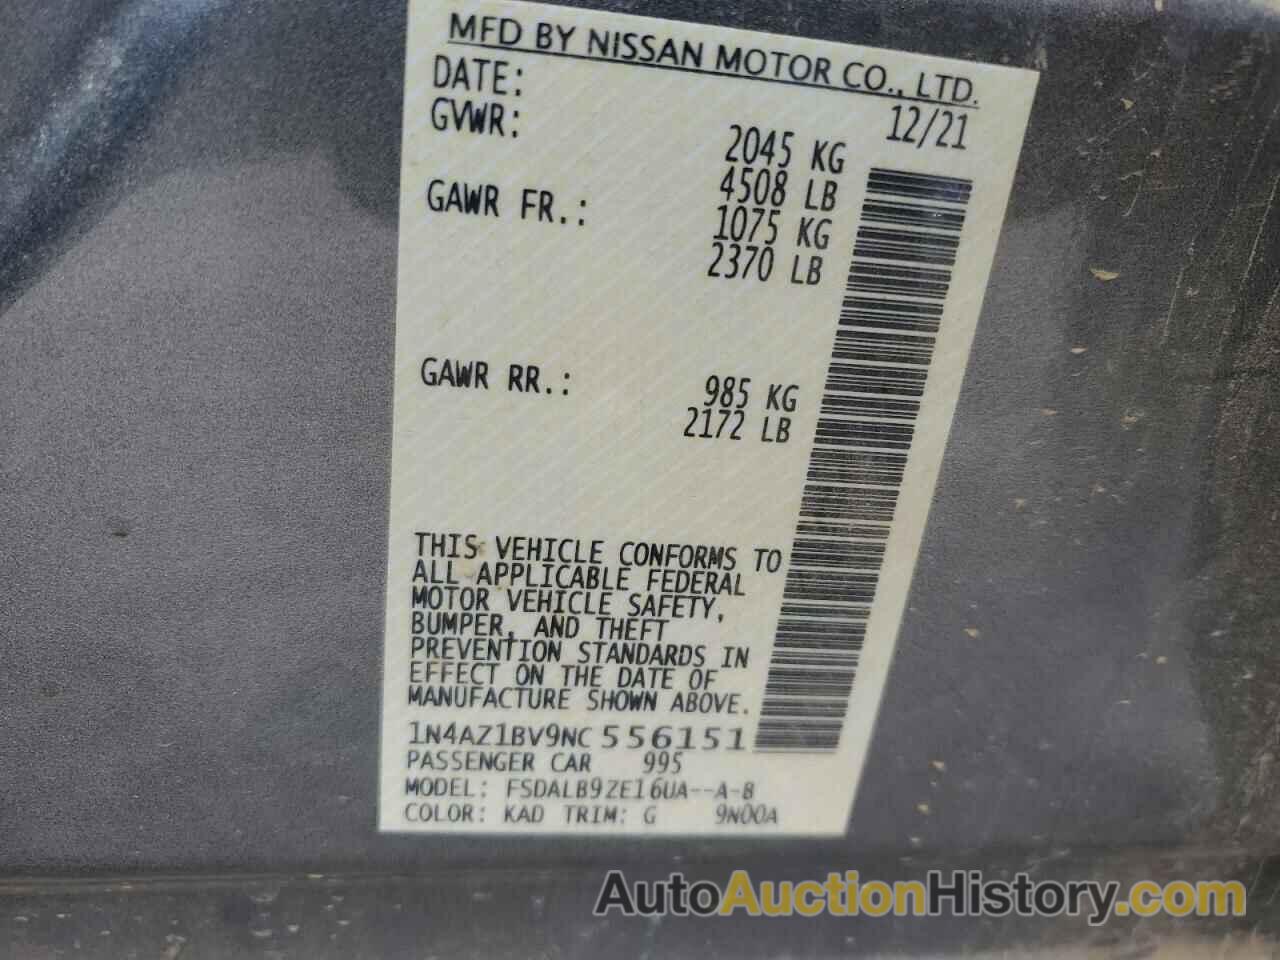 MFD BY NISSAN MOTOR CO., LTD.
DATE: 12/21
GVWR: 2045 KG
4508 LB
GAWR FR.: 1075 KG
2370 LB
GAWR RR.: 985 KG
2172 LB
THIS VEHICLE CONFORMS TO
ALL APPLICABLE FEDERAL
MOTOR VEHICLE SAFETY,
BUMPER, AND THEFT
PREVENTION STANDARDS IN
EFFECT ON THE DATE OF
MANUFACTURE SHOWN ABOVE.
1N4AZ1BV9NC 556151
PASSENGER CAR 995
MODEL: FSDALB9ZE16UA--A-B
COLOR: KAD TRIM: G 9N00A
AutoAuctionHistory.com